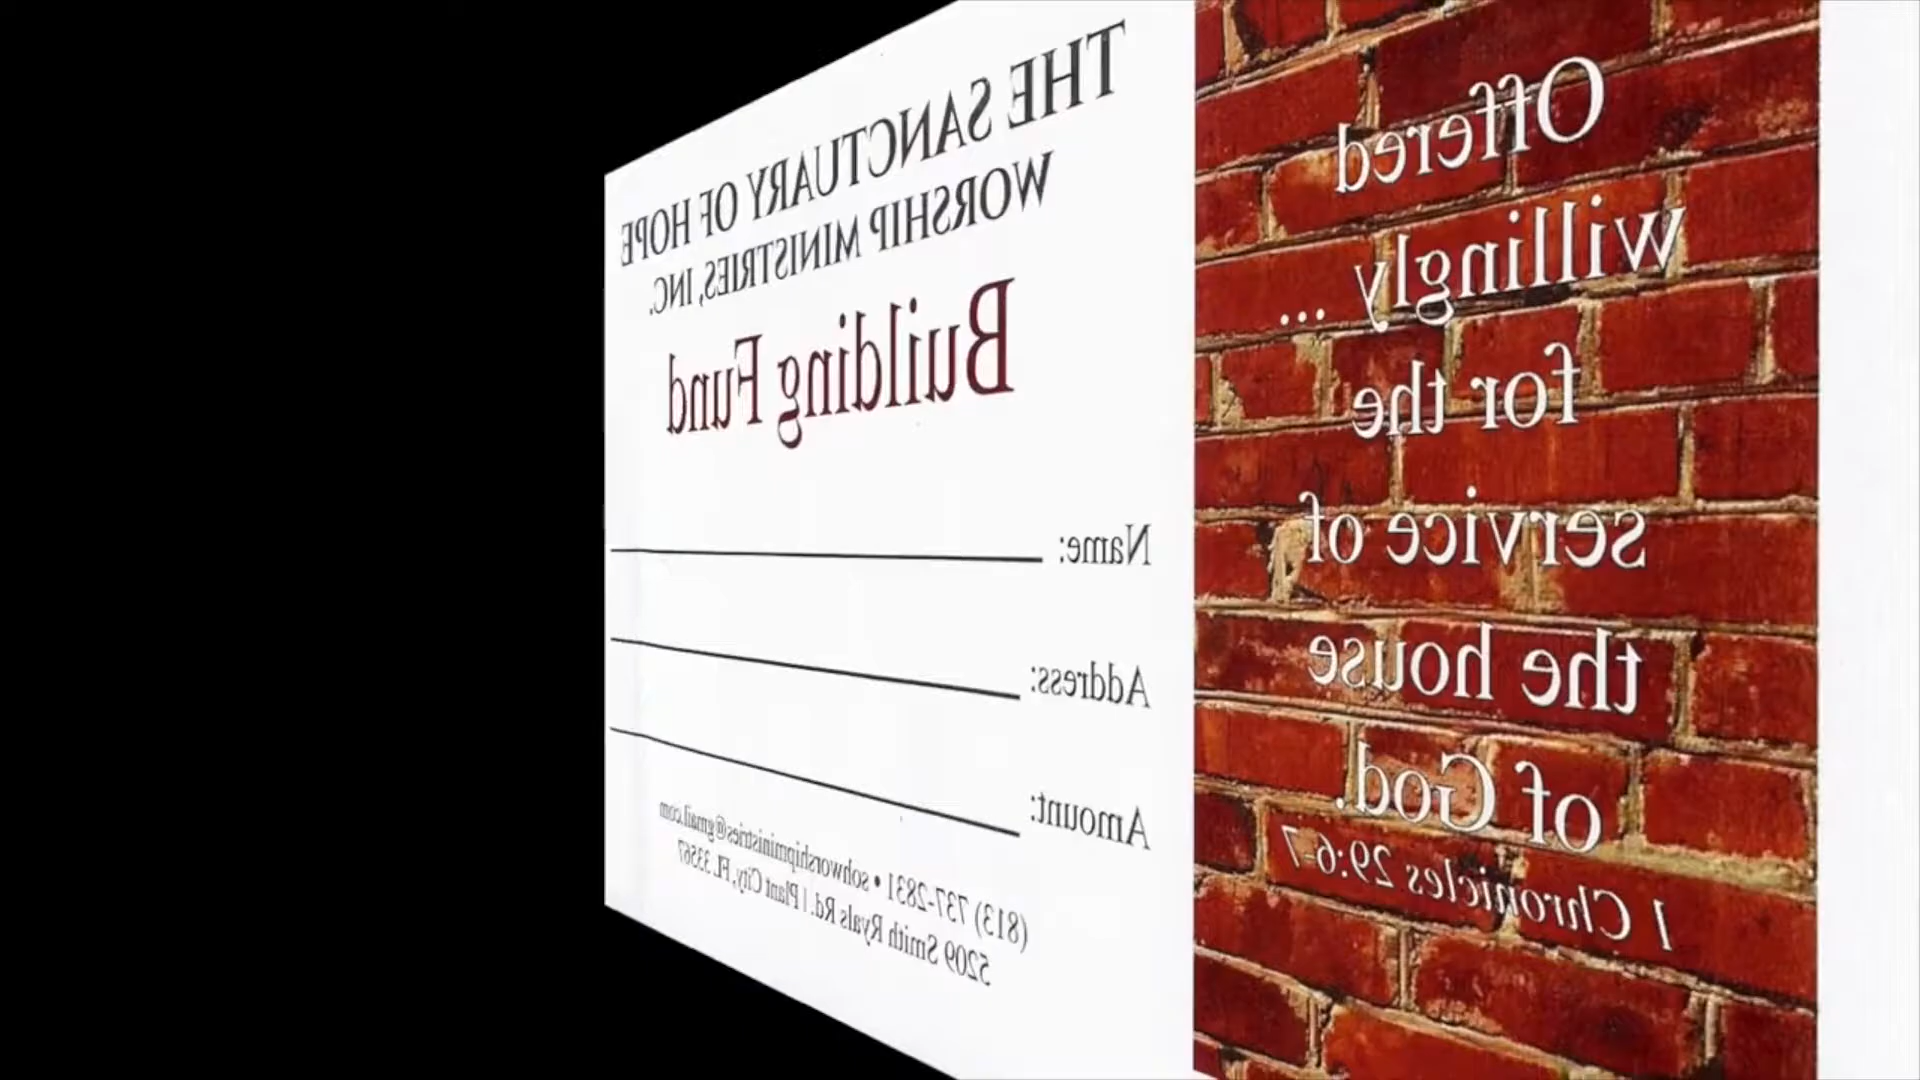 THE SANCTUARY OF HOPE
WORSHIP MINISTRIES, INC.
Building Fund
Name:
Address:
Amount:
(813) 737-2831 • sohworshipministries@gmail.com
5209 Smith Ryals Rd. | Plant City, FL 33567
Offered
willingly ...
for the
service of
the house
of God.
1 Chronicles 29:6-7